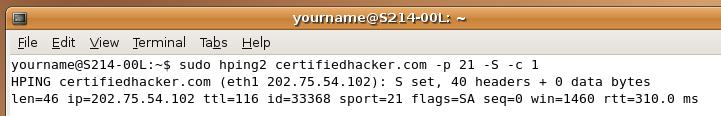 yourname@S214-00L: ~
File Edit View Terminal Tabs Help
yourname@S214-00L:~$ sudo hping2 certifiedhacker.com -p 21 -S -c 1
HPING certifiedhacker.com (eth1 202.75.54.102): S set, 40 headers + 0 data bytes
len=46 ip=202.75.54.102 ttl=116 id=33368 sport=21 flags=SA seq=0 win=1460 rtt=310.0 ms